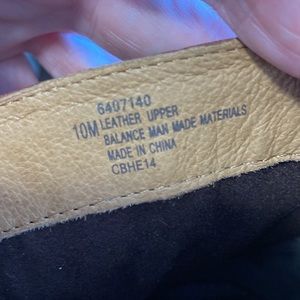 6407140
10M LEATHER UPPER
BALANCE MAN MADE MATERIALS
MADE IN CHINA
CBHE14